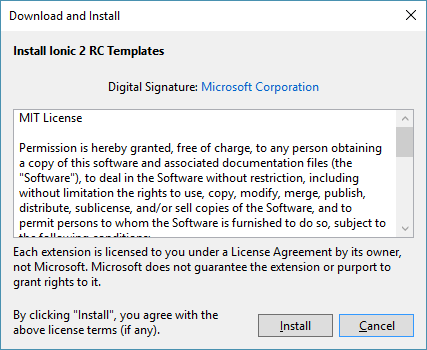 Download and Install
Install Ionic 2 RC Templates
Digital Signature: Microsoft Corporation
MIT License
Permission is hereby granted, free of charge, to any person obtaining
a copy of this software and associated documentation files (the
"Software"), to deal in the Software without restriction, including
without limitation the rights to use, copy, modify, merge, publish,
distribute, sublicense, and/or sell copies of the Software, and to
permit persons to whom the Software is furnished to do so, subject to
the following conditions:
Each extension is licensed to you under a License Agreement by its owner,
not Microsoft. Microsoft does not guarantee the extension or purport to
grant rights to it.
By clicking "Install", you agree with the
above license terms (if any).
Install
Cancel